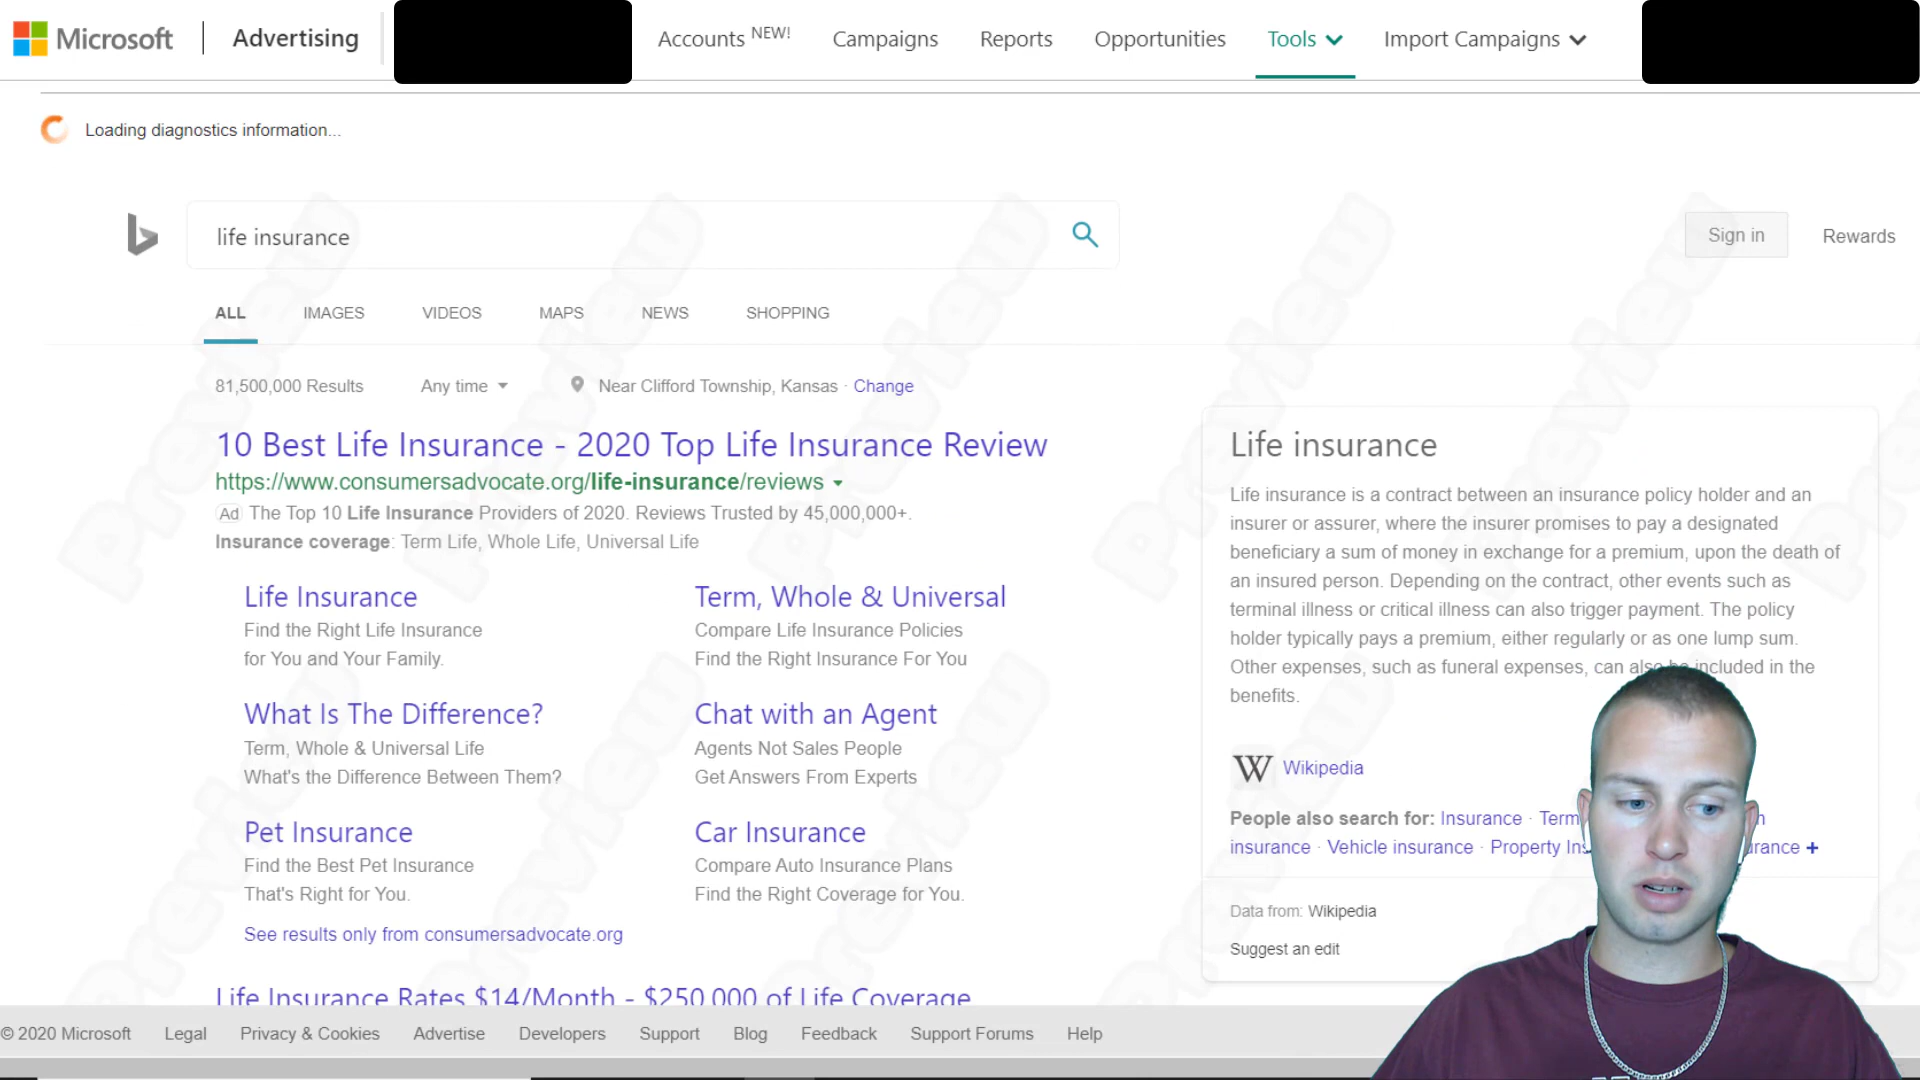 Microsoft | Advertising Accounts NEW! Campaigns Reports Opportunities Tools Import Campaigns
Loading diagnostics information...
life insurance
Sign in Rewards
ALL IMAGES VIDEOS MAPS NEWS SHOPPING
81,500,000 Results Any time Near Clifford Township, Kansas · Change
10 Best Life Insurance - 2020 Top Life Insurance Review
https://www.consumersadvocate.org/life-insurance/reviews
Ad The Top 10 Life Insurance Providers of 2020. Reviews Trusted by 45,000,000+.
Insurance coverage: Term Life, Whole Life, Universal Life
Life Insurance
Find the Right Life Insurance
for You and Your Family.
Term, Whole & Universal
Compare Life Insurance Policies
Find the Right Insurance For You
What Is The Difference?
Term, Whole & Universal Life
What's the Difference Between Them?
Chat with an Agent
Agents Not Sales People
Get Answers From Experts
Pet Insurance
Find the Best Pet Insurance
That's Right for You.
Car Insurance
Compare Auto Insurance Plans
Find the Right Coverage for You.
See results only from consumersadvocate.org
Life Insurance Rates $14/Month - $250,000 of Life Coverage
Life insurance
Life insurance is a contract between an insurance policy holder and an
insurer or assurer, where the insurer promises to pay a designated
beneficiary a sum of money in exchange for a premium, upon the death of
an insured person. Depending on the contract, other events such as
terminal illness or critical illness can also trigger payment. The policy
holder typically pays a premium, either regularly or as one lump sum.
Other expenses, such as funeral expenses, can also be included in the
benefits.
W Wikipedia
People also search for: Insurance · Term
insurance · Vehicle insurance · Property
Data from: Wikipedia
Suggest an edit
Preview
© 2020 Microsoft Legal Privacy & Cookies Advertise Developers Support Blog Feedback Support Forums Help